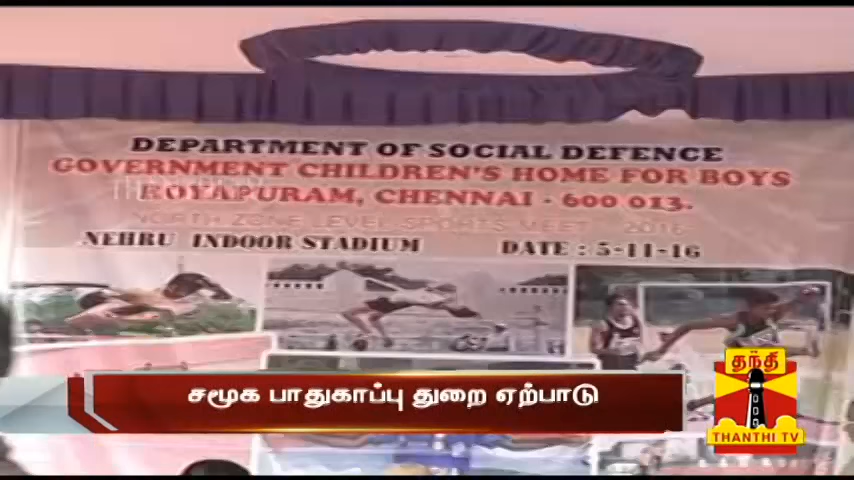 DEPARTMENT OF SOCIAL DEFENCE
GOVERNMENT CHILDREN'S HOME FOR BOYS
ROYAPURAM, CHENNAI - 600 013.
NORTH ZONE LEVEL SPORTS MEET 2016
NEHRU INDOOR STADIUM DATE : 5-11-16
சமூக பாதுகாப்பு துறை ஏற்பாடு
தந்தி
THANTHI TV